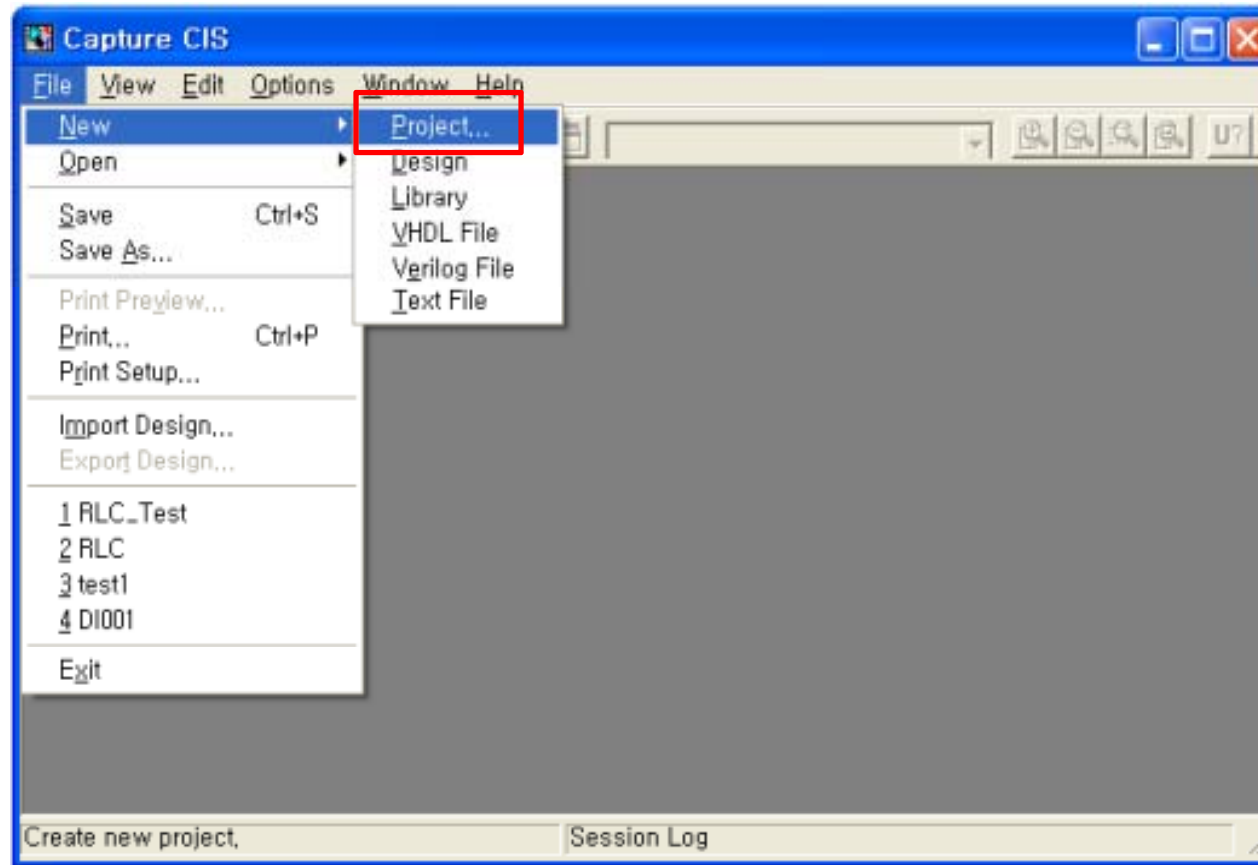 Capture CIS
File View Edit Options Window Help
New
Open
Save Ctrl+S
Save As...
Print Preview...
Print... Ctrl+P
Print Setup...
Import Design...
Export Design...
1 RLC_Test
2 RLC
3 test1
4 DI001
Exit
Project...
Design
Library
VHDL File
Verilog File
Text File
U?
Create new project, Session Log